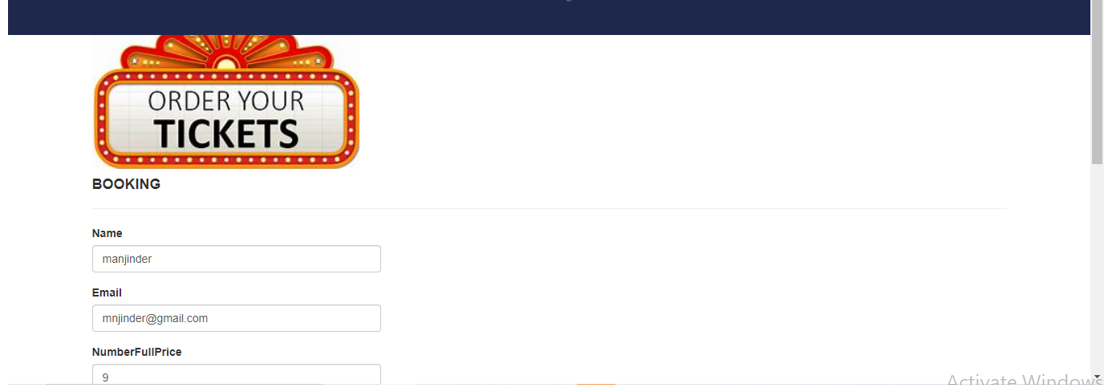 ORDER YOUR
TICKETS
BOOKING
Name
manjinder
Email
mnjinder@gmail.com
NumberFullPrice
9
Activate Windows